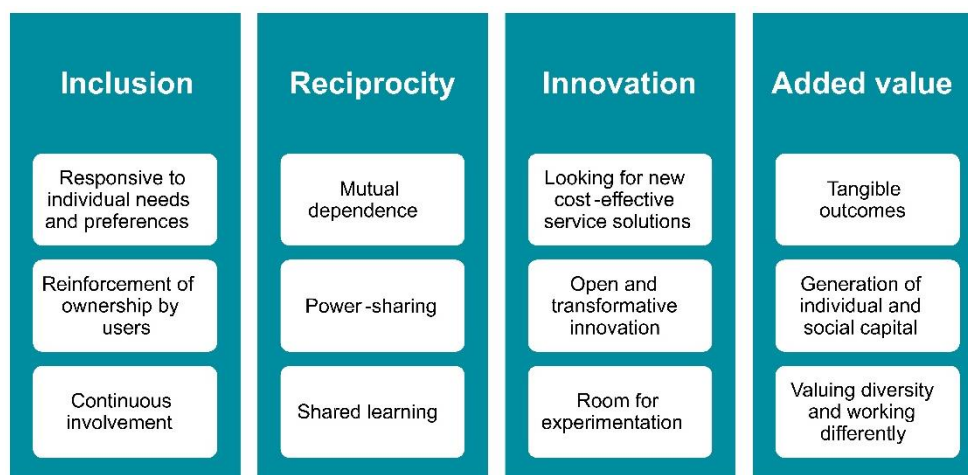 Inclusion
Responsive to
individual needs
and preferences
Reinforcement of
ownership by
users
Continuous
involvement
Reciprocity
Mutual
dependence
Power-sharing
Shared learning
Innovation
Looking for new
cost-effective
service solutions
Open and
transformative
innovation
Room for
experimentation
Added value
Tangible
outcomes
Generation of
individual and
social capital
Valuing diversity
and working
differently